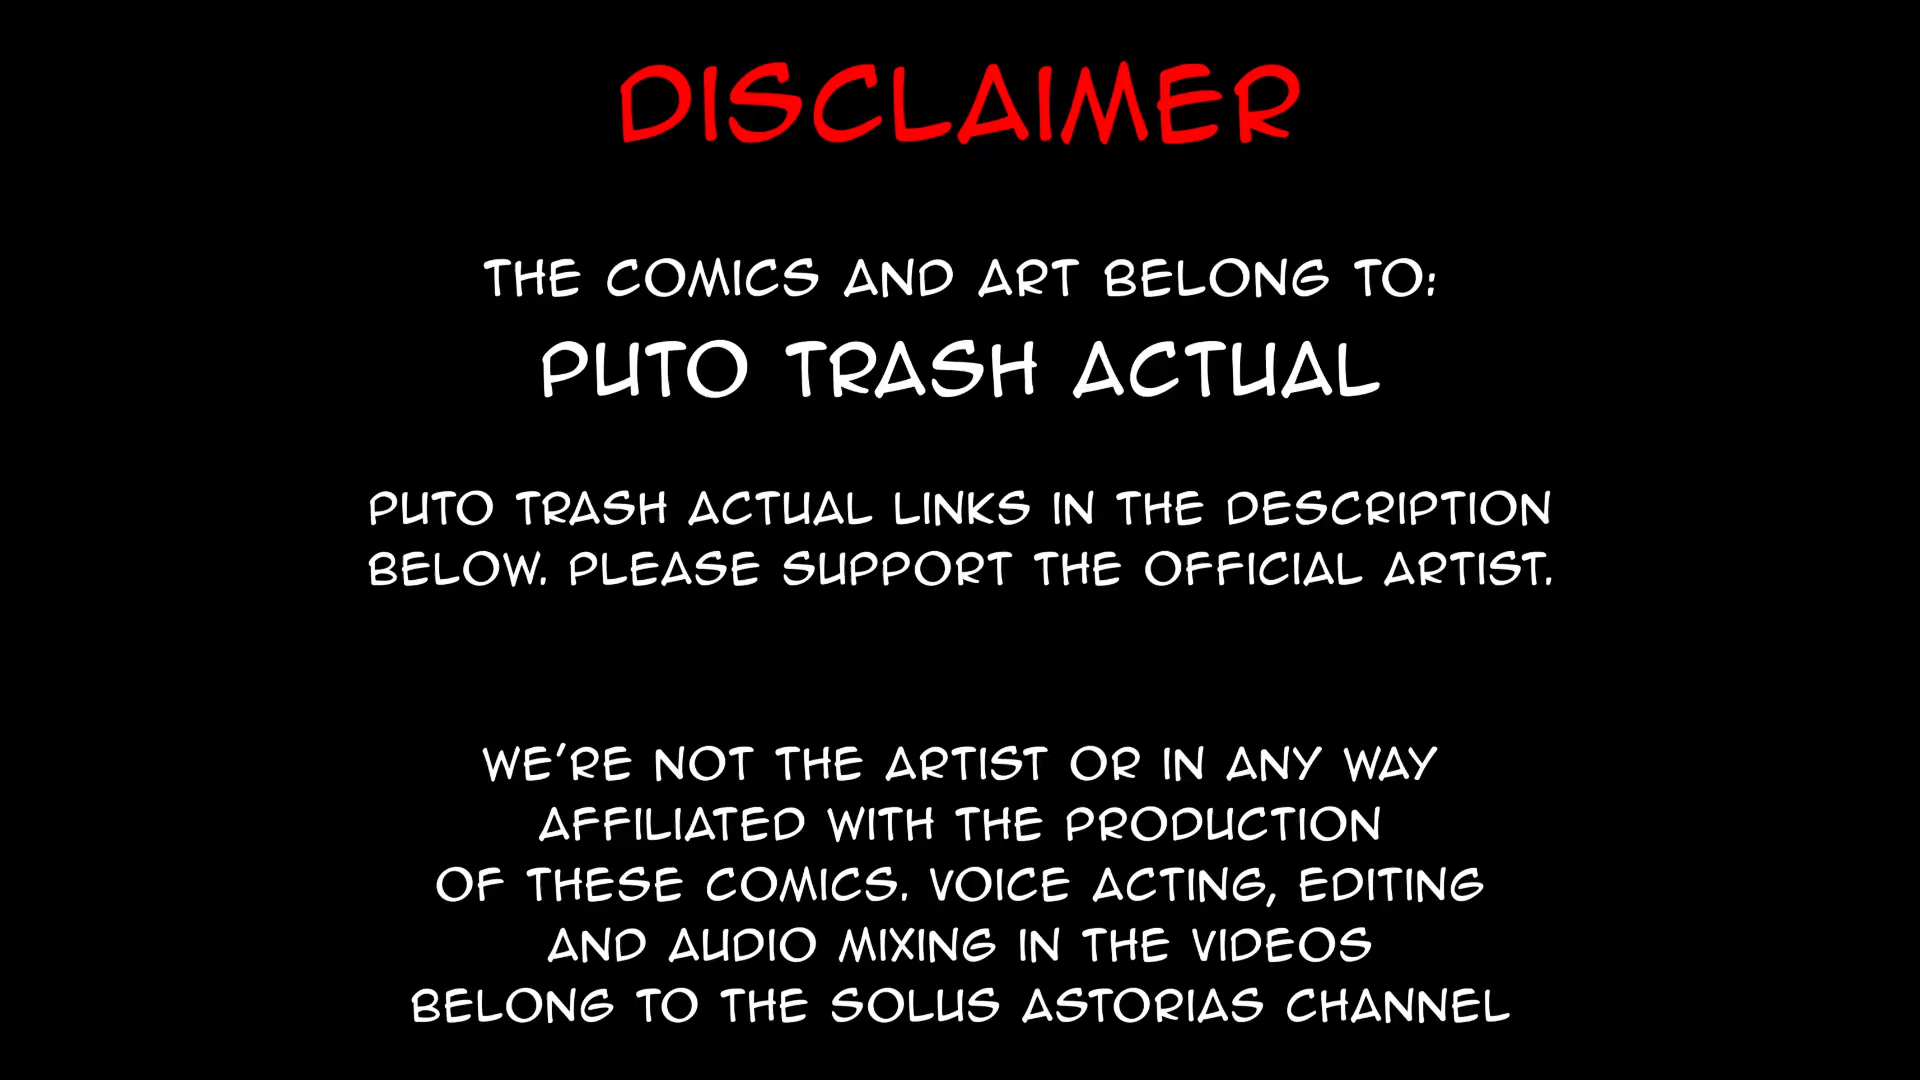 DISCLAIMER
THE COMICS AND ART BELONG TO:
PUTO TRASH ACTUAL
PUTO TRASH ACTUAL LINKS IN THE DESCRIPTION
BELOW. PLEASE SUPPORT THE OFFICIAL ARTIST.
WE'RE NOT THE ARTIST OR IN ANY WAY
AFFILIATED WITH THE PRODUCTION
OF THESE COMICS. VOICE ACTING, EDITING
AND AUDIO MIXING IN THE VIDEOS
BELONG TO THE SOLUS ASTORIAS CHANNEL